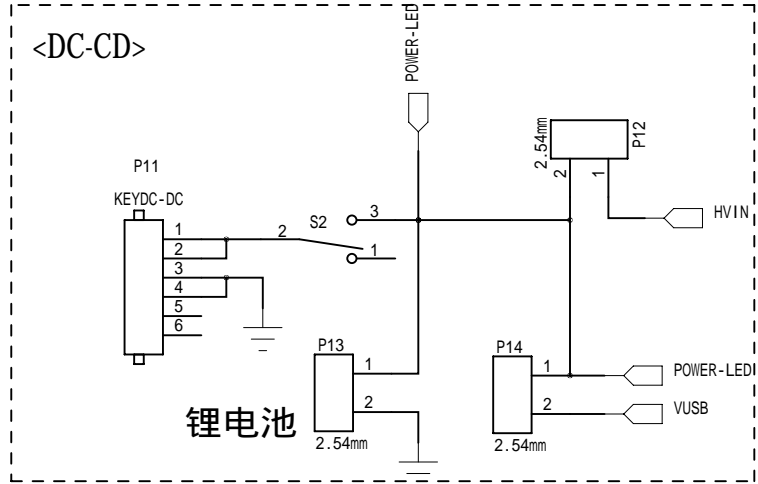 <DC-CD>
POWER-LED
P11
KEYDC-DC
1
2
3
4
5
6
2
S2
3
1
2.54mm
P12
2
1
HVIN
P13
1
2
2.54mm
锂电池
P14
1
2
2.54mm
POWER-LED
VUSB